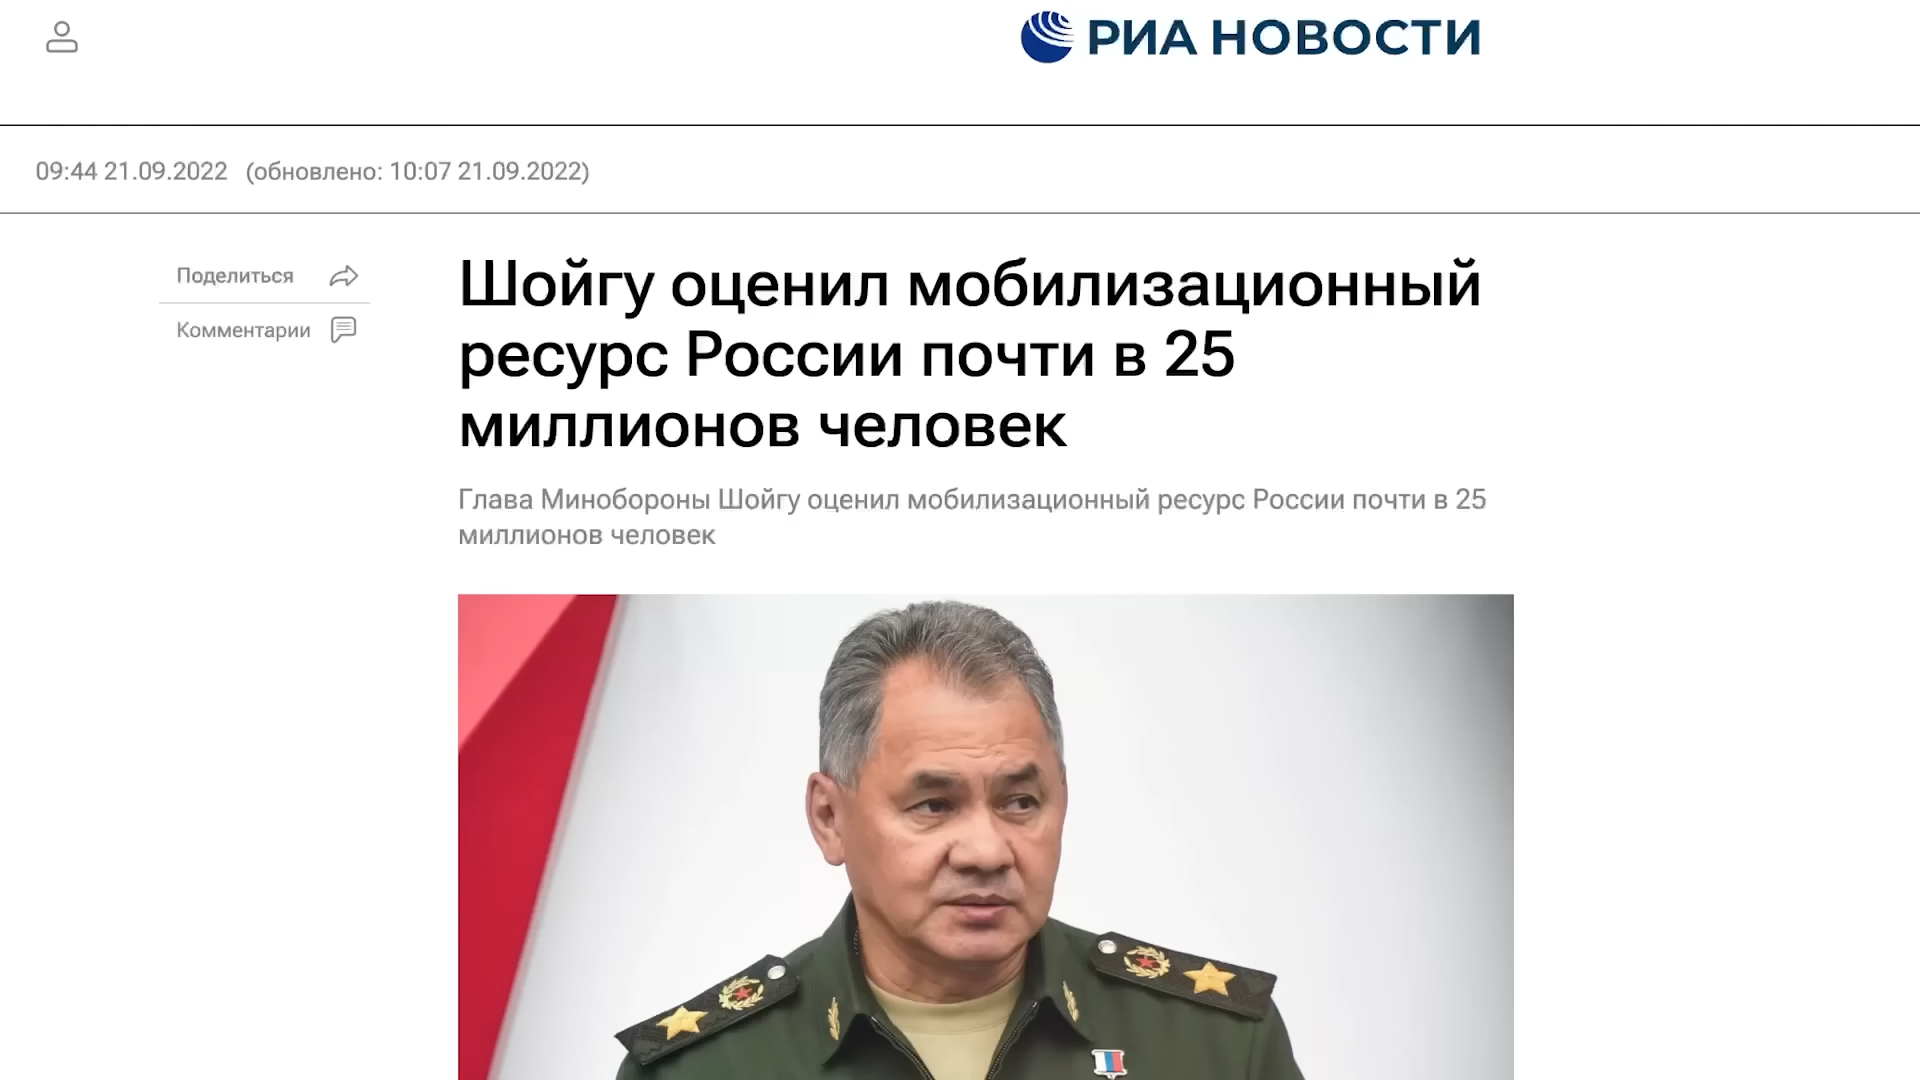 РИА НОВОСТИ
09:44 21.09.2022 (обновлено: 10:07 21.09.2022)
Поделиться
Комментарии
Шойгу оценил мобилизационный
ресурс России почти в 25
миллионов человек
Глава Минобороны Шойгу оценил мобилизационный ресурс России почти в 25
миллионов человек